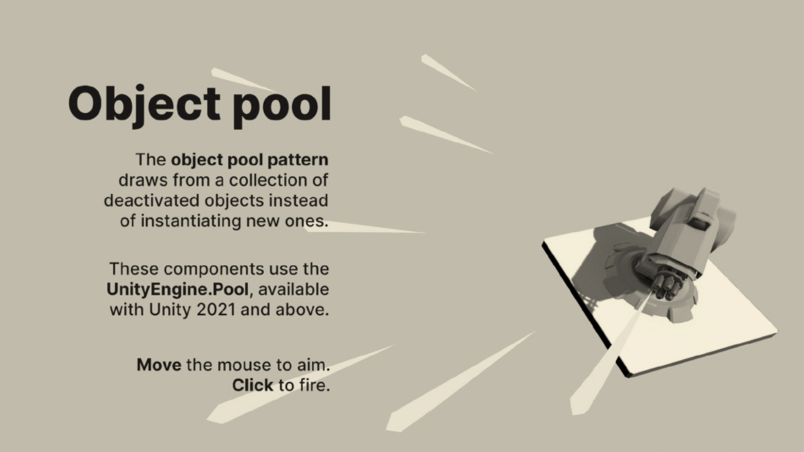 Object pool
The object pool pattern
draws from a collection of
deactivated objects instead
of instantiating new ones.
These components use the
UnityEngine.Pool, available
with Unity 2021 and above.
Move the mouse to aim.
Click to fire.